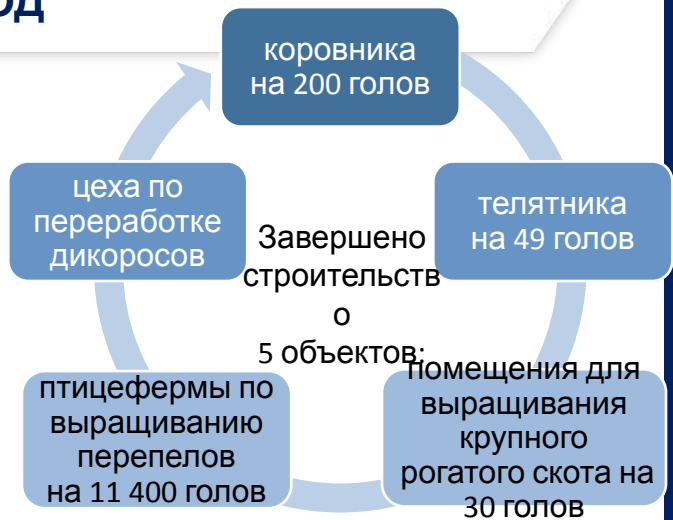 од
коровника
на 200 голов
цеха по
переработке
дикоросов
телятника
на 49 голов
Завершено
строительств
о
5 объектов:
птицефермы по
выращиванию
перепелов
на 11 400 голов
помещения для
выращивания
крупного
рогатого скота на
30 голов